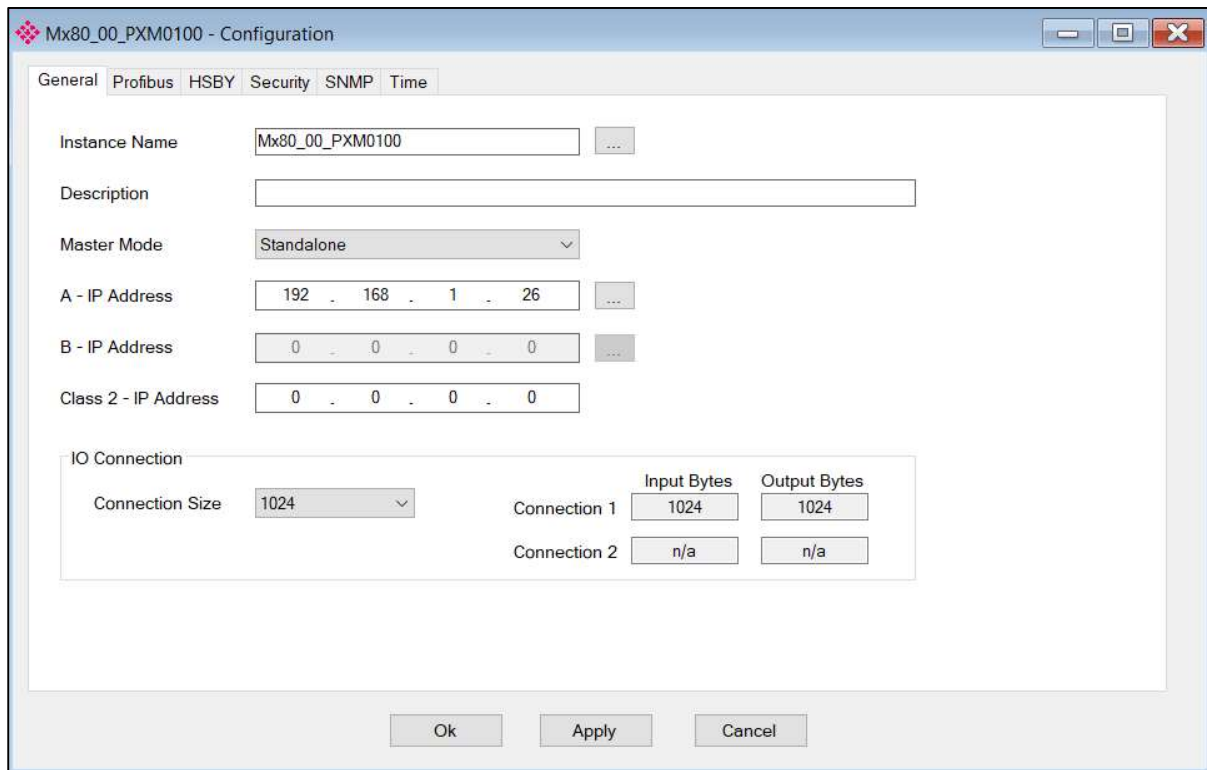 Mx80_00_PXM0100 - Configuration
General Profibus HSBY Security SNMP Time
Instance Name Mx80_00_PXM0100 ...
Description
Master Mode Standalone
A - IP Address 192 . 168 . 1 . 26 ...
B - IP Address 0 . 0 . 0 . 0 ...
Class 2 - IP Address 0 . 0 . 0 . 0
IO Connection
Input Bytes Output Bytes
Connection Size 1024 Connection 1 1024 1024
Connection 2 n/a n/a
Ok Apply Cancel